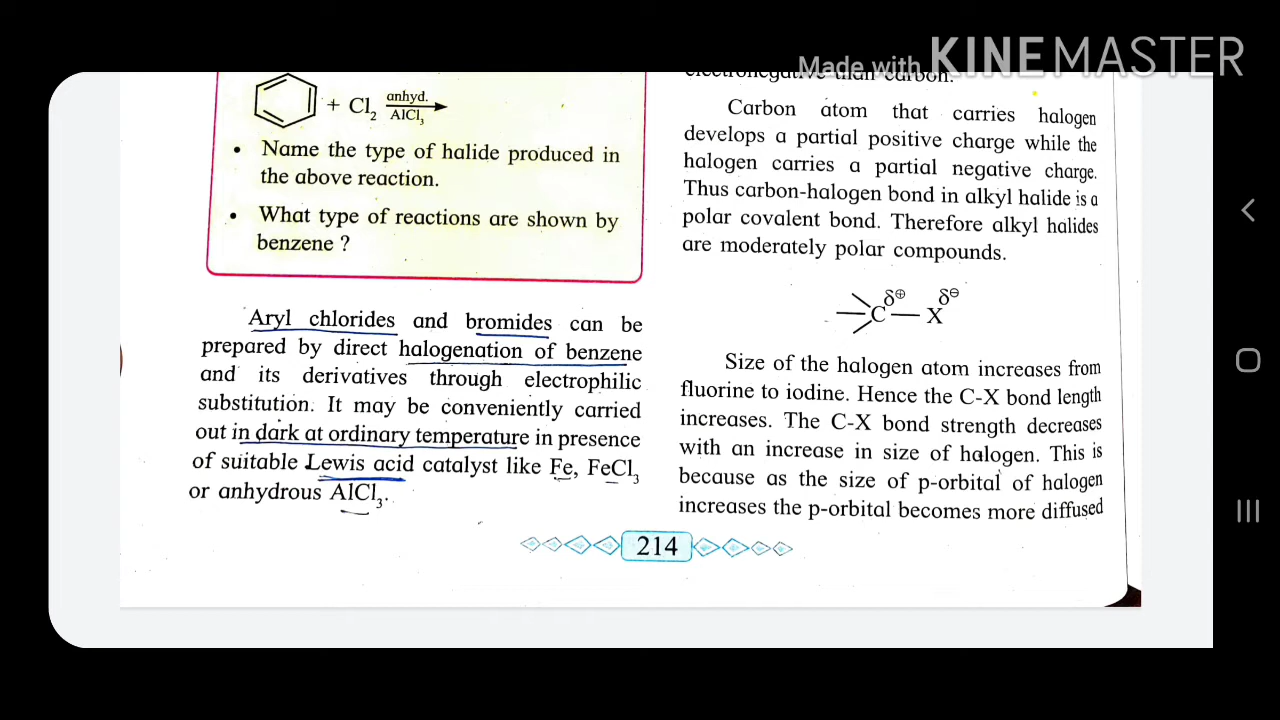 Made with KINEMASTER
+ Cl₂ anhyd. AlCl₃
• Name the type of halide produced in
the above reaction.
• What type of reactions are shown by
benzene ?
Aryl chlorides and bromides can be
prepared by direct halogenation of benzene
and its derivatives through electrophilic
substitution. It may be conveniently carried
out in dark at ordinary temperature in presence
of suitable Lewis acid catalyst like Fe, FeCl₃
or anhydrous AlCl₃.
electronegative than carbon.
Carbon atom that carries halogen
develops a partial positive charge while the
halogen carries a partial negative charge.
Thus carbon-halogen bond in alkyl halide is a
polar covalent bond. Therefore alkyl halides
are moderately polar compounds.
δ⊕ δ⊖
C X
Size of the halogen atom increases from
fluorine to iodine. Hence the C-X bond length
increases. The C-X bond strength decreases
with an increase in size of halogen. This is
because as the size of p-orbital of halogen
increases the p-orbital becomes more diffused
214